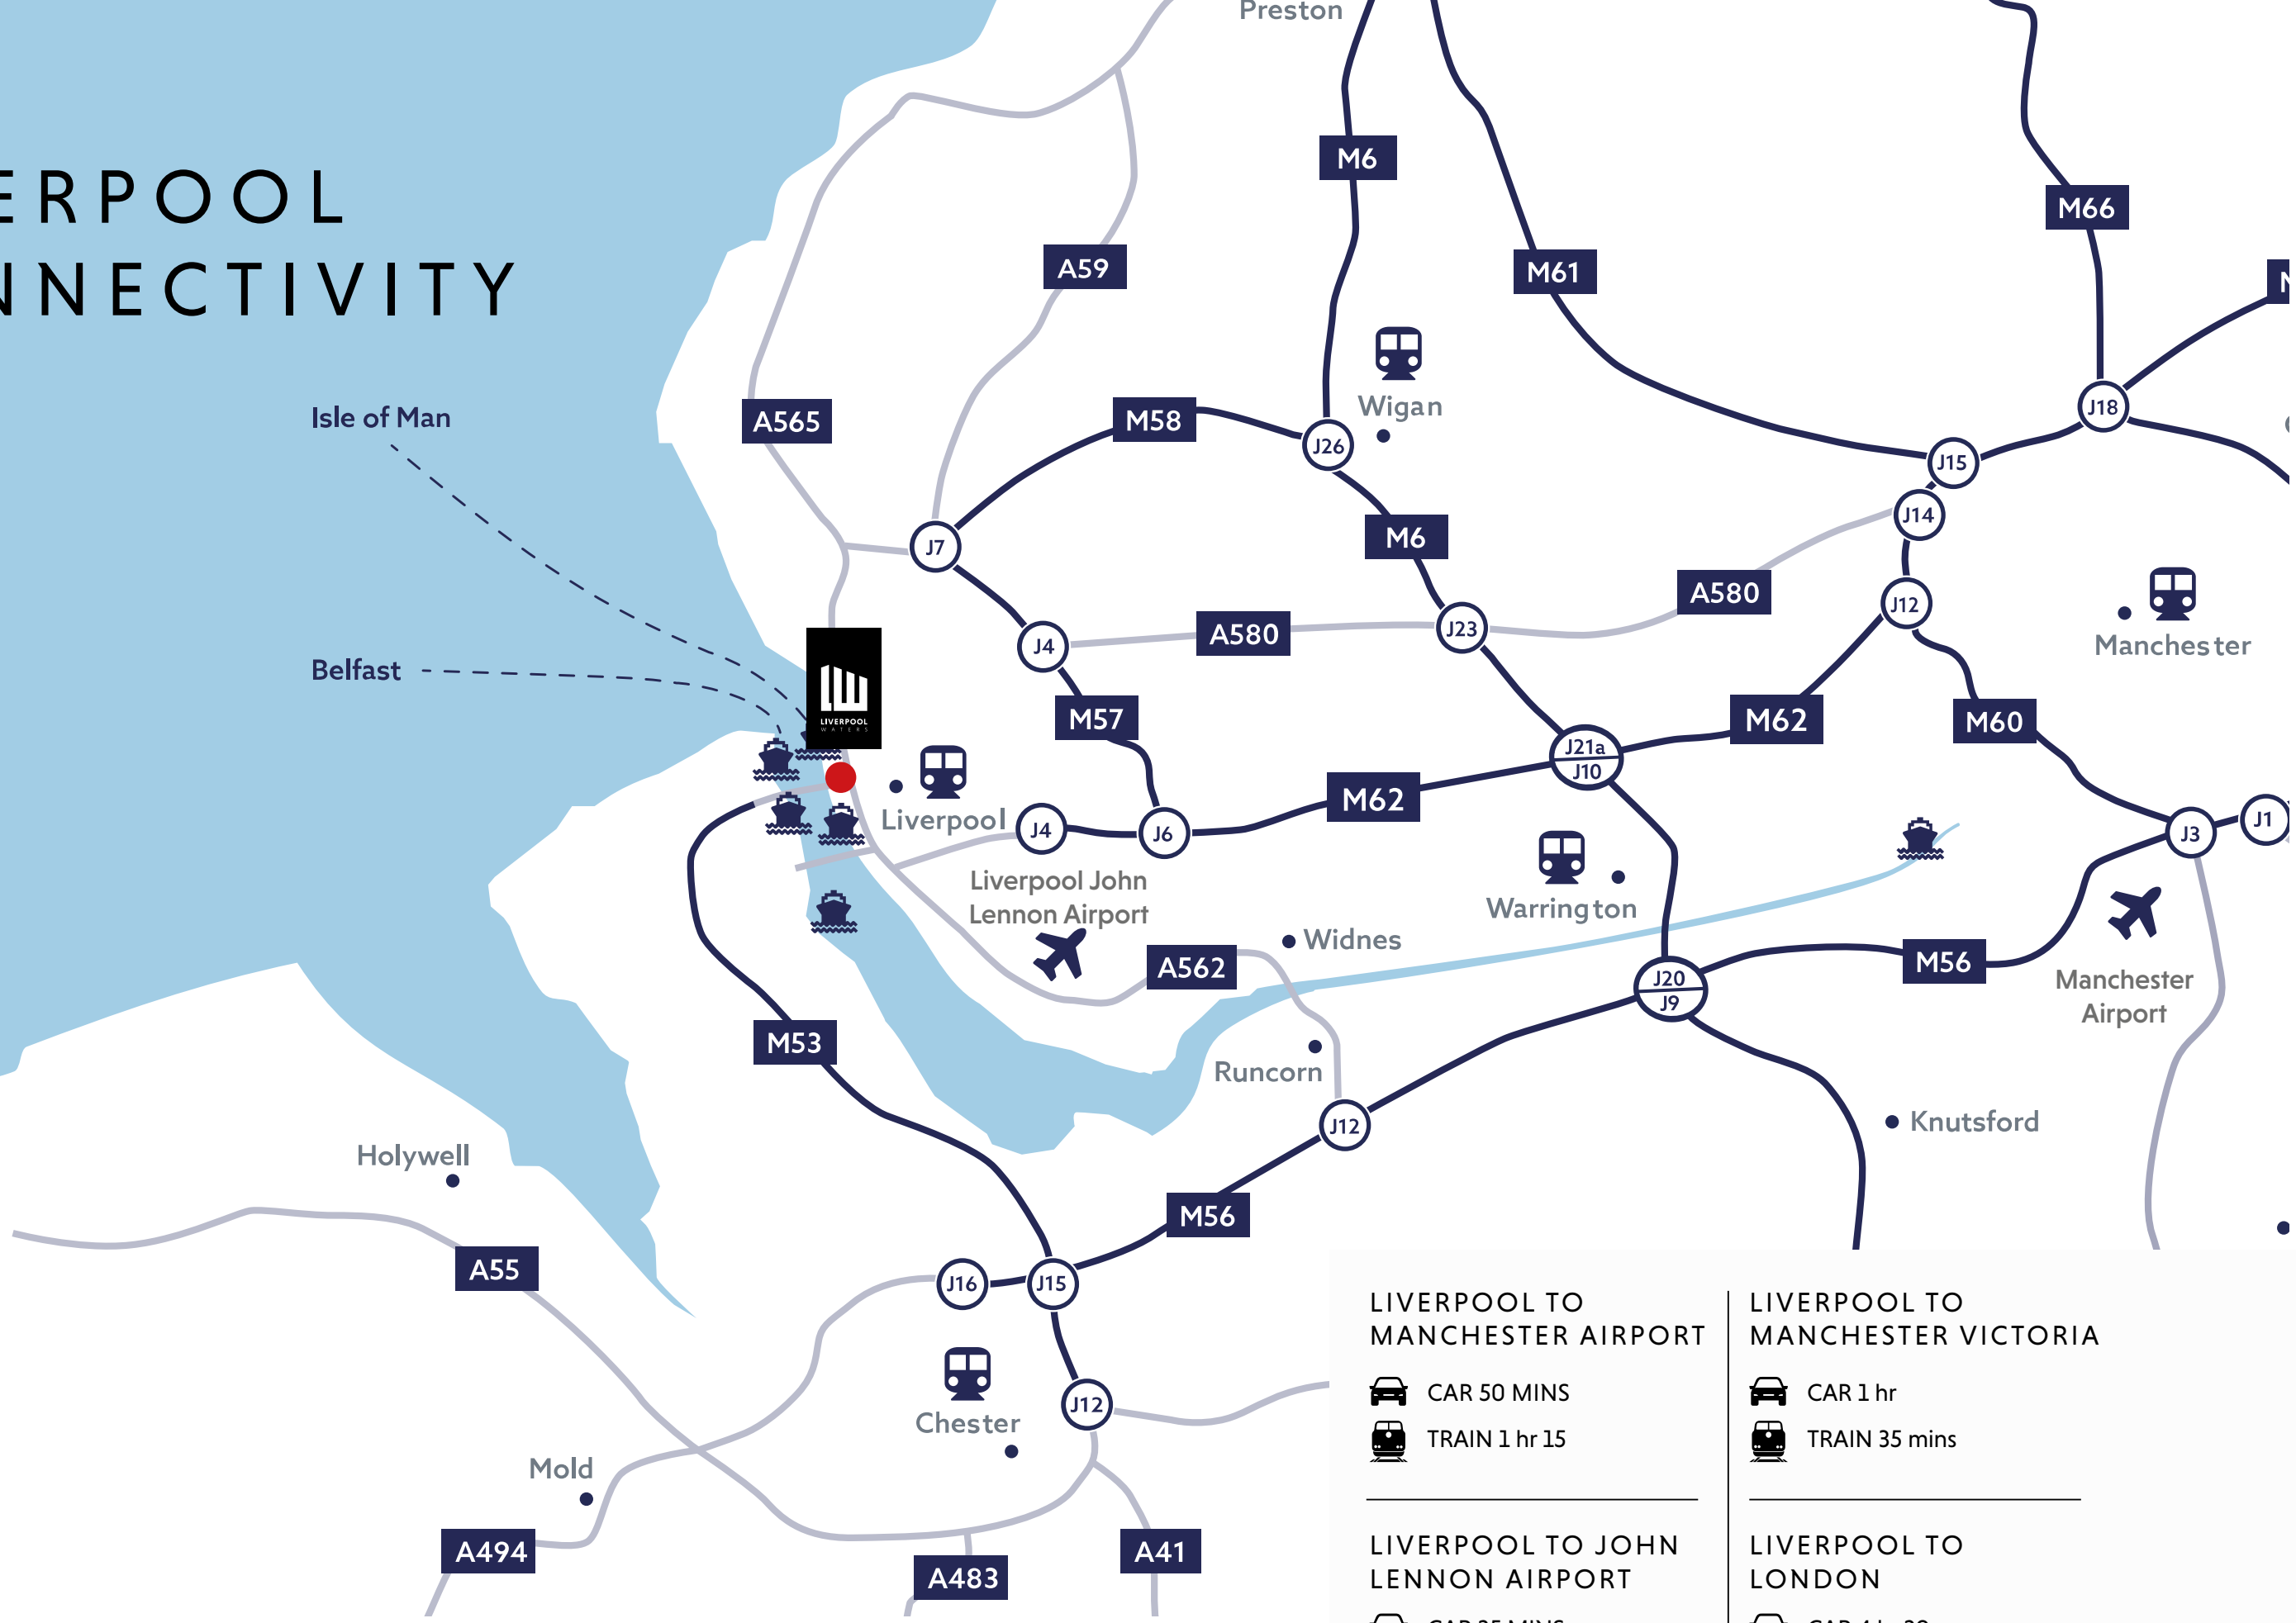 Preston
ERPOOL
NNECTIVITY
M6
M66
A59
M61
Isle of Man
A565
M58
Wigan
J26
J18
J15
J14
J7
M6
A580
J12
Manchester
J4
A580
J23
Belfast
LIVERPOOL
WATERS
M57
M62
M60
J21a
J10
M62
Liverpool
J4
J6
J3
J1
Liverpool John
Lennon Airport
Warrington
Widnes
A562
M56
J20
J9
Manchester
Airport
M53
Runcorn
J12
Knutsford
Holywell
M56
A55
J16
J15
Chester
J12
Mold
A494
A483
A41
LIVERPOOL TO
MANCHESTER AIRPORT
CAR 50 MINS
TRAIN 1 hr 15
LIVERPOOL TO
MANCHESTER VICTORIA
CAR 1 hr
TRAIN 35 mins
LIVERPOOL TO JOHN
LENNON AIRPORT
LIVERPOOL TO
LONDON